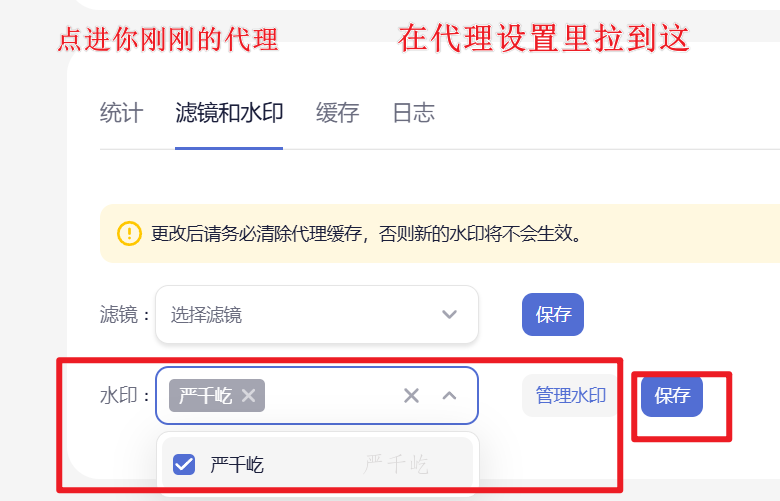 点进你刚刚的代理 在代理设置里拉到这
统计 滤镜和水印 缓存 日志
更改后请务必清除代理缓存，否则新的水印将不会生效。
滤镜： 选择滤镜 保存
水印： 严千屹 管理水印 保存
严千屹 严千屹